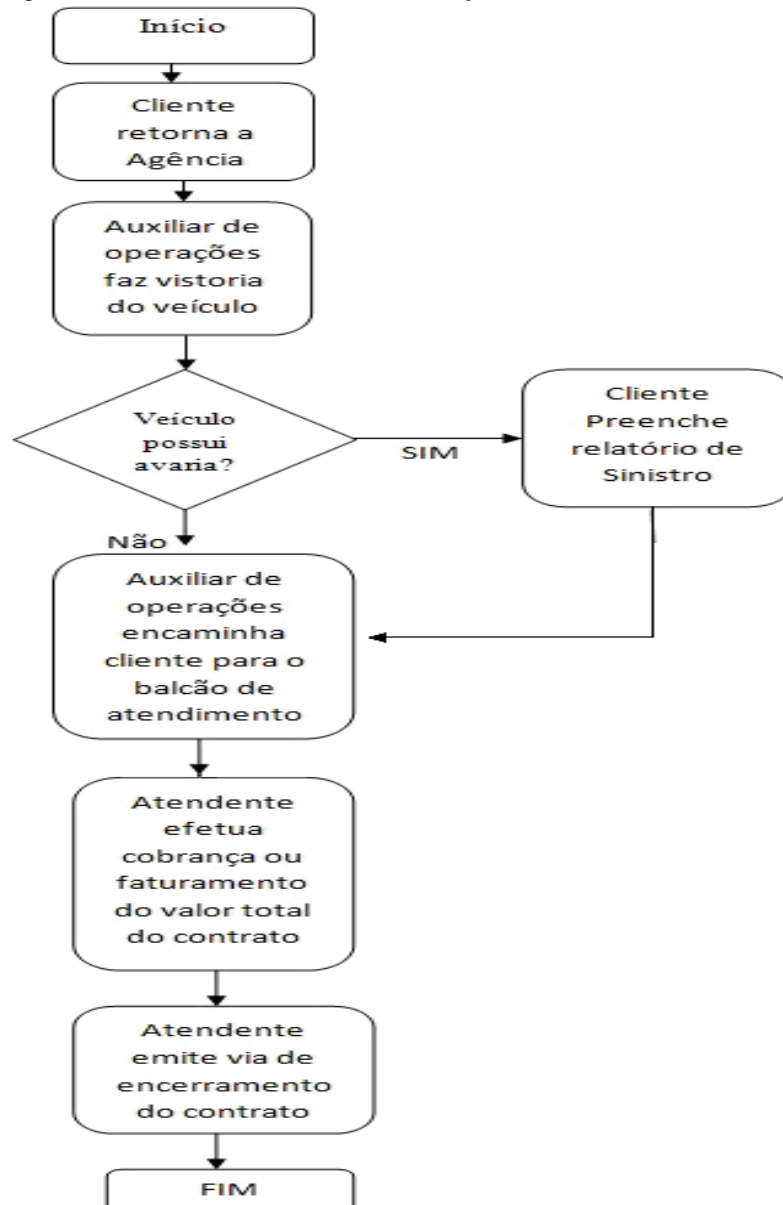 Início
Cliente
retorna a
Agência
Auxiliar de
operações
faz vistoria
do veículo
Veículo
possui
avaria?
SIM
Cliente
Preenche
relatório de
Sinistro
Não
Auxiliar de
operações
encaminha
cliente para o
balcão de
atendimento
Atendente
efetua
cobrança ou
faturamento
do valor total
do contrato
Atendente
emite via de
encerramento
do contrato
FIM